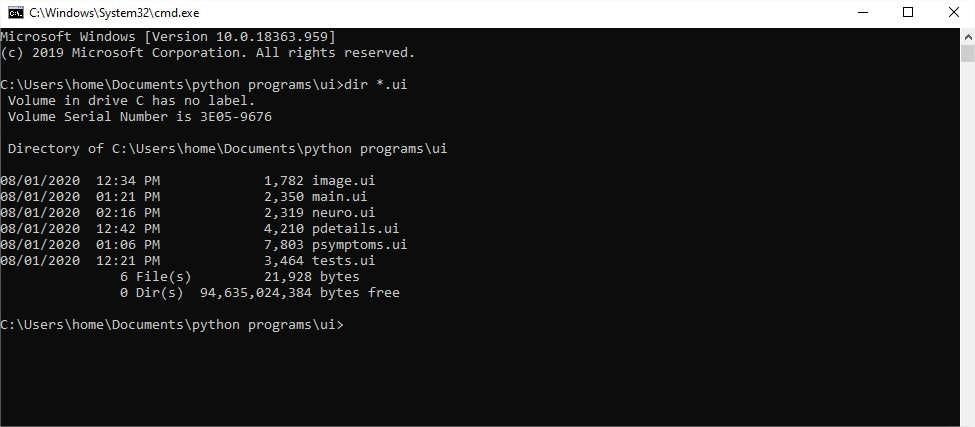 C:\Windows\System32\cmd.exe
Microsoft Windows [Version 10.0.18363.959]
(c) 2019 Microsoft Corporation. All rights reserved.
C:\Users\home\Documents\python programs\ui>dir *.ui
Volume in drive C has no label.
Volume Serial Number is 3E05-9676
Directory of C:\Users\home\Documents\python programs\ui
08/01/2020  12:34 PM             1,782 image.ui
08/01/2020  01:21 PM             2,350 main.ui
08/01/2020  02:16 PM             2,319 neuro.ui
08/01/2020  12:42 PM             4,210 pdetails.ui
08/01/2020  01:06 PM             7,803 psymptoms.ui
08/01/2020  12:21 PM             3,464 tests.ui
6 File(s)         21,928 bytes
0 Dir(s)  94,635,024,384 bytes free
C:\Users\home\Documents\python programs\ui>